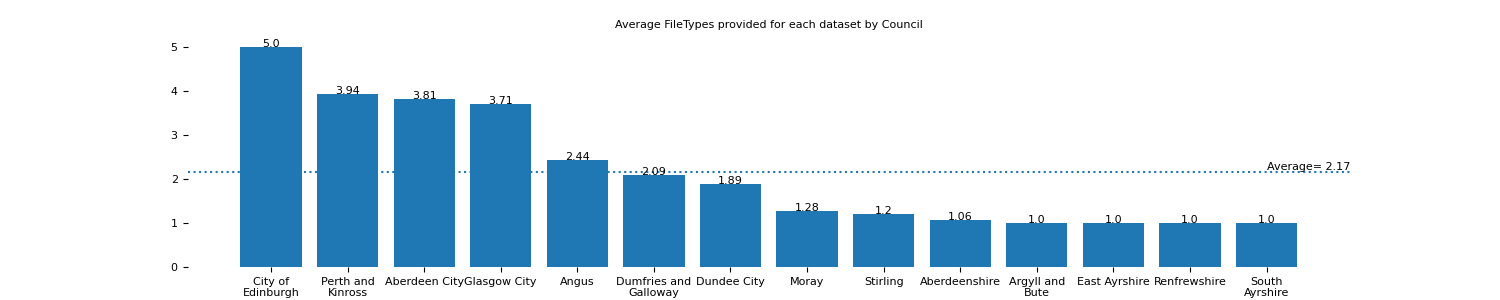 Average FileTypes provided for each dataset by Council
5
4
3
2
1
0
5.0
3.94
3.81
3.71
2.44
2.09
1.89
1.28
1.2
1.06
1.0
1.0
1.0
1.0
Average= 2.17
City of
Edinburgh
Perth and
Kinross
Aberdeen City
Glasgow City
Angus
Dumfries and
Galloway
Dundee City
Moray
Stirling
Aberdeenshire
Argyll and
Bute
East Ayrshire
Renfrewshire
South
Ayrshire